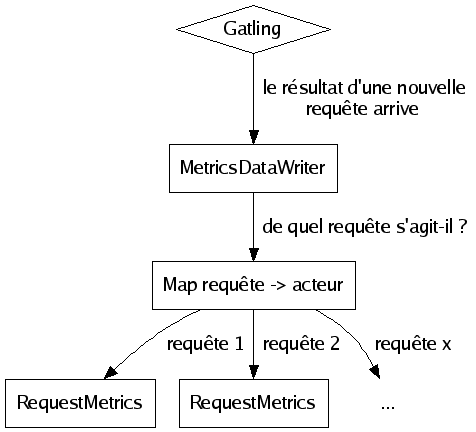 Gatling
le résultat d'une nouvelle
requête arrive
MetricsDataWriter
de quel requête s'agit-il ?
Map requête -> acteur
requête 1
requête 2
requête x
RequestMetrics
RequestMetrics
...